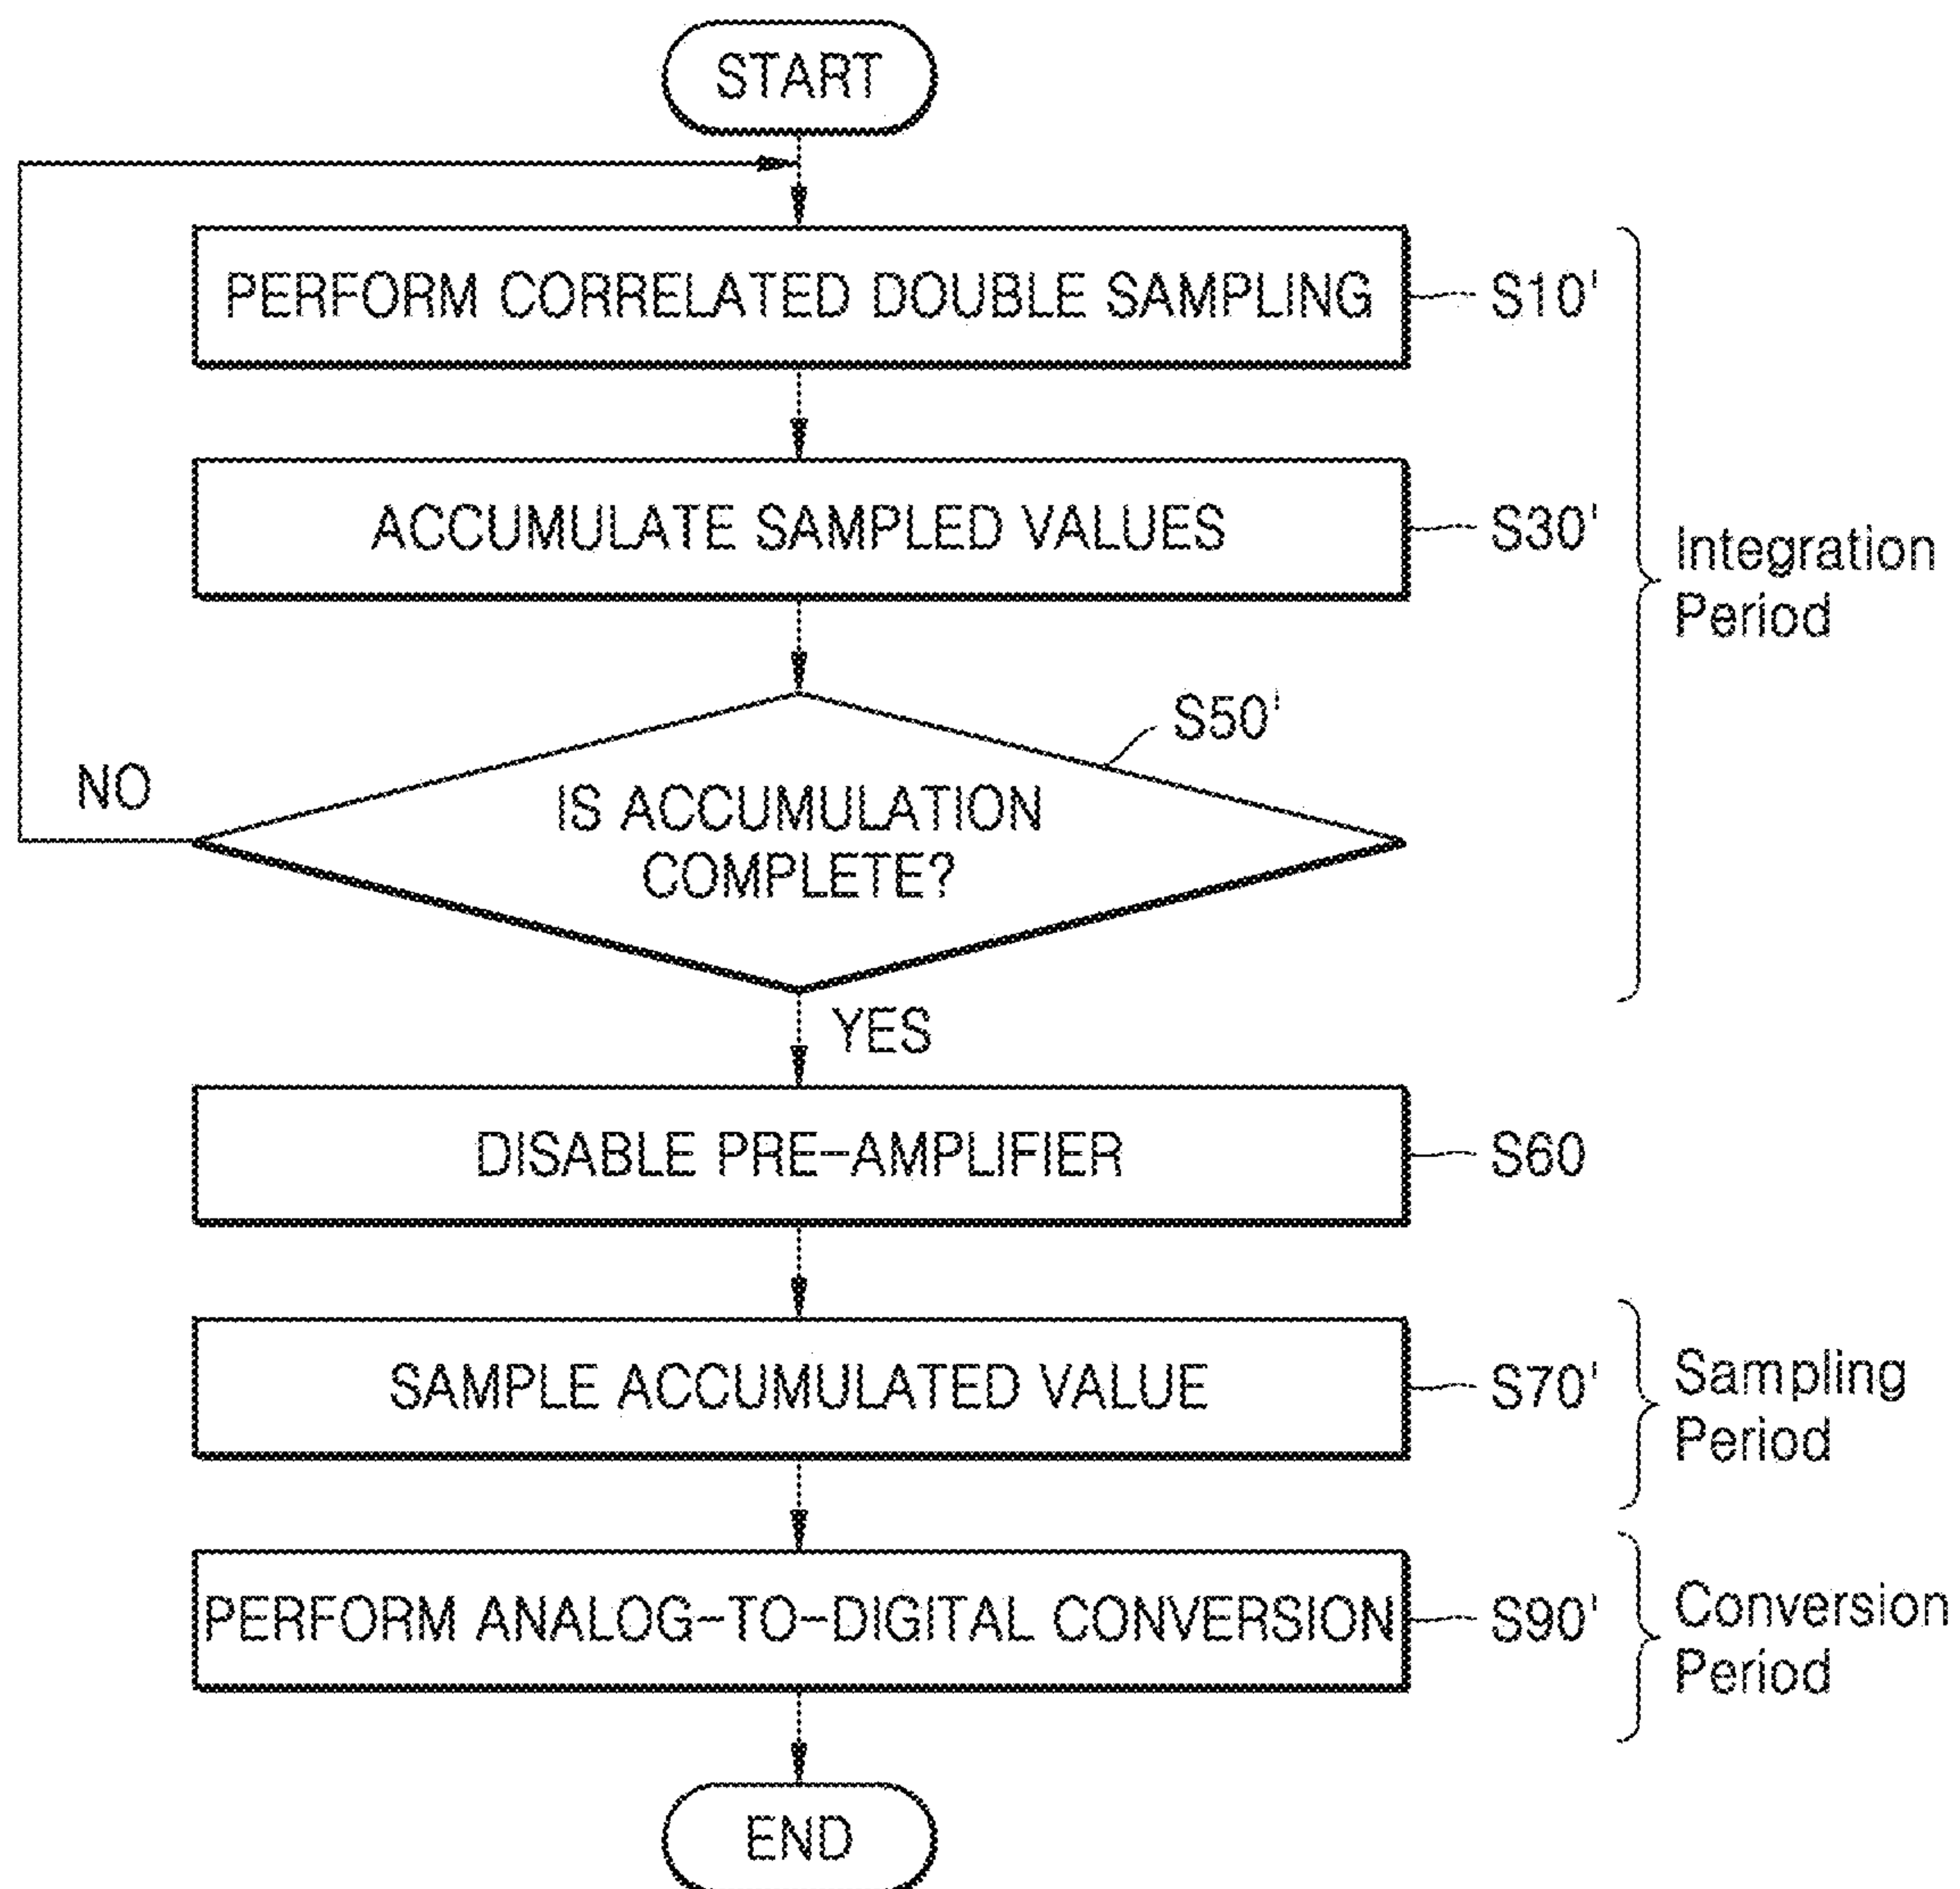 START
PERFORM CORRELATED DOUBLE SAMPLING
S10'
ACCUMULATE SAMPLED VALUES
S30'
Integration
Period
S50'
NO
IS ACCUMULATION
COMPLETE?
YES
DISABLE PRE-AMPLIFIER
S60
SAMPLE ACCUMULATED VALUE
S70'
Sampling
Period
PERFORM ANALOG-TO-DIGITAL CONVERSION
S90'
Conversion
Period
END